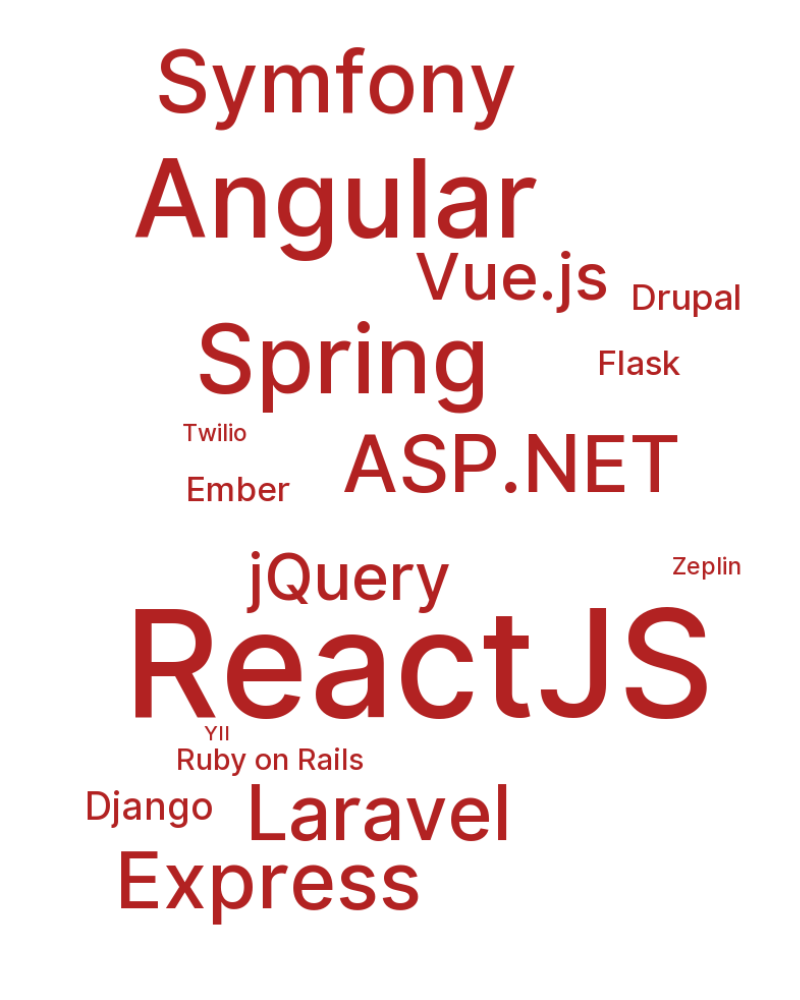 Symfony
Angular
Vue.js
Drupal
Spring
Flask
Twilio
ASP.NET
Ember
jQuery
Zeplin
ReactJS
YII
Ruby on Rails
Django
Laravel
Express